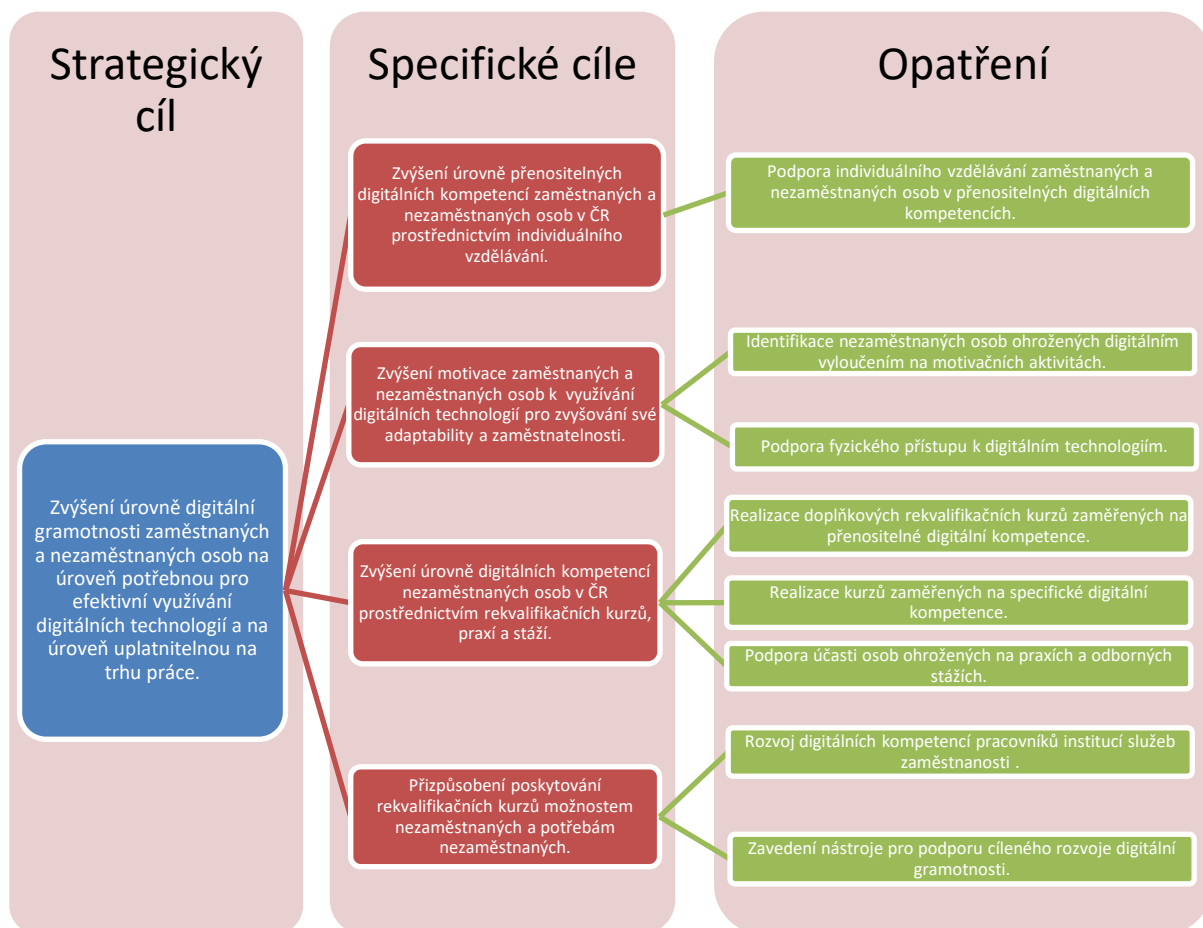 Strategický
cíl
Specifické cíle
Opatření
Zvýšení úrovně digitální
gramotnosti zaměstnaných
a nezaměstnaných osob na
úroveň potřebnou pro
efektivní využívání
digitálních technologií a na
úroveň uplatnitelnou na
trhu práce.
Zvýšení úrovně přenositelných
digitálních kompetencí zaměstnaných a
nezaměstnaných osob v ČR
prostřednictvím individuálního
vzdělávání.
Podpora individuálního vzdělávání zaměstnaných a
nezaměstnaných osob v přenositelných digitálních
kompetencích.
Zvýšení motivace zaměstnaných a
nezaměstnaných osob k  využívání
digitálních technologií pro zvyšování své
adaptability a zaměstnatelnosti.
Identifikace nezaměstnaných osob ohrožených digitálním
vyloučením na motivačních aktivitách.
Podpora fyzického přístupu k digitálním technologiím.
Zvýšení úrovně digitálních kompetencí
nezaměstnaných osob v ČR
prostřednictvím rekvalifikačních kurzů,
praxí a stáží.
Realizace doplňkových rekvalifikačních kurzů zaměřených na
přenositelné digitální kompetence.
Realizace kurzů zaměřených na specifické digitální
kompetence.
Podpora účasti osob ohrožených na praxích a odborných
stážích.
Přizpůsobení poskytování
rekvalifikačních kurzů možnostem
nezaměstnaných a potřebám
nezaměstnaných.
Rozvoj digitálních kompetencí pracovníků institucí služeb
zaměstnanosti .
Zavedení nástroje pro podporu cíleného rozvoje digitální
gramotnosti.